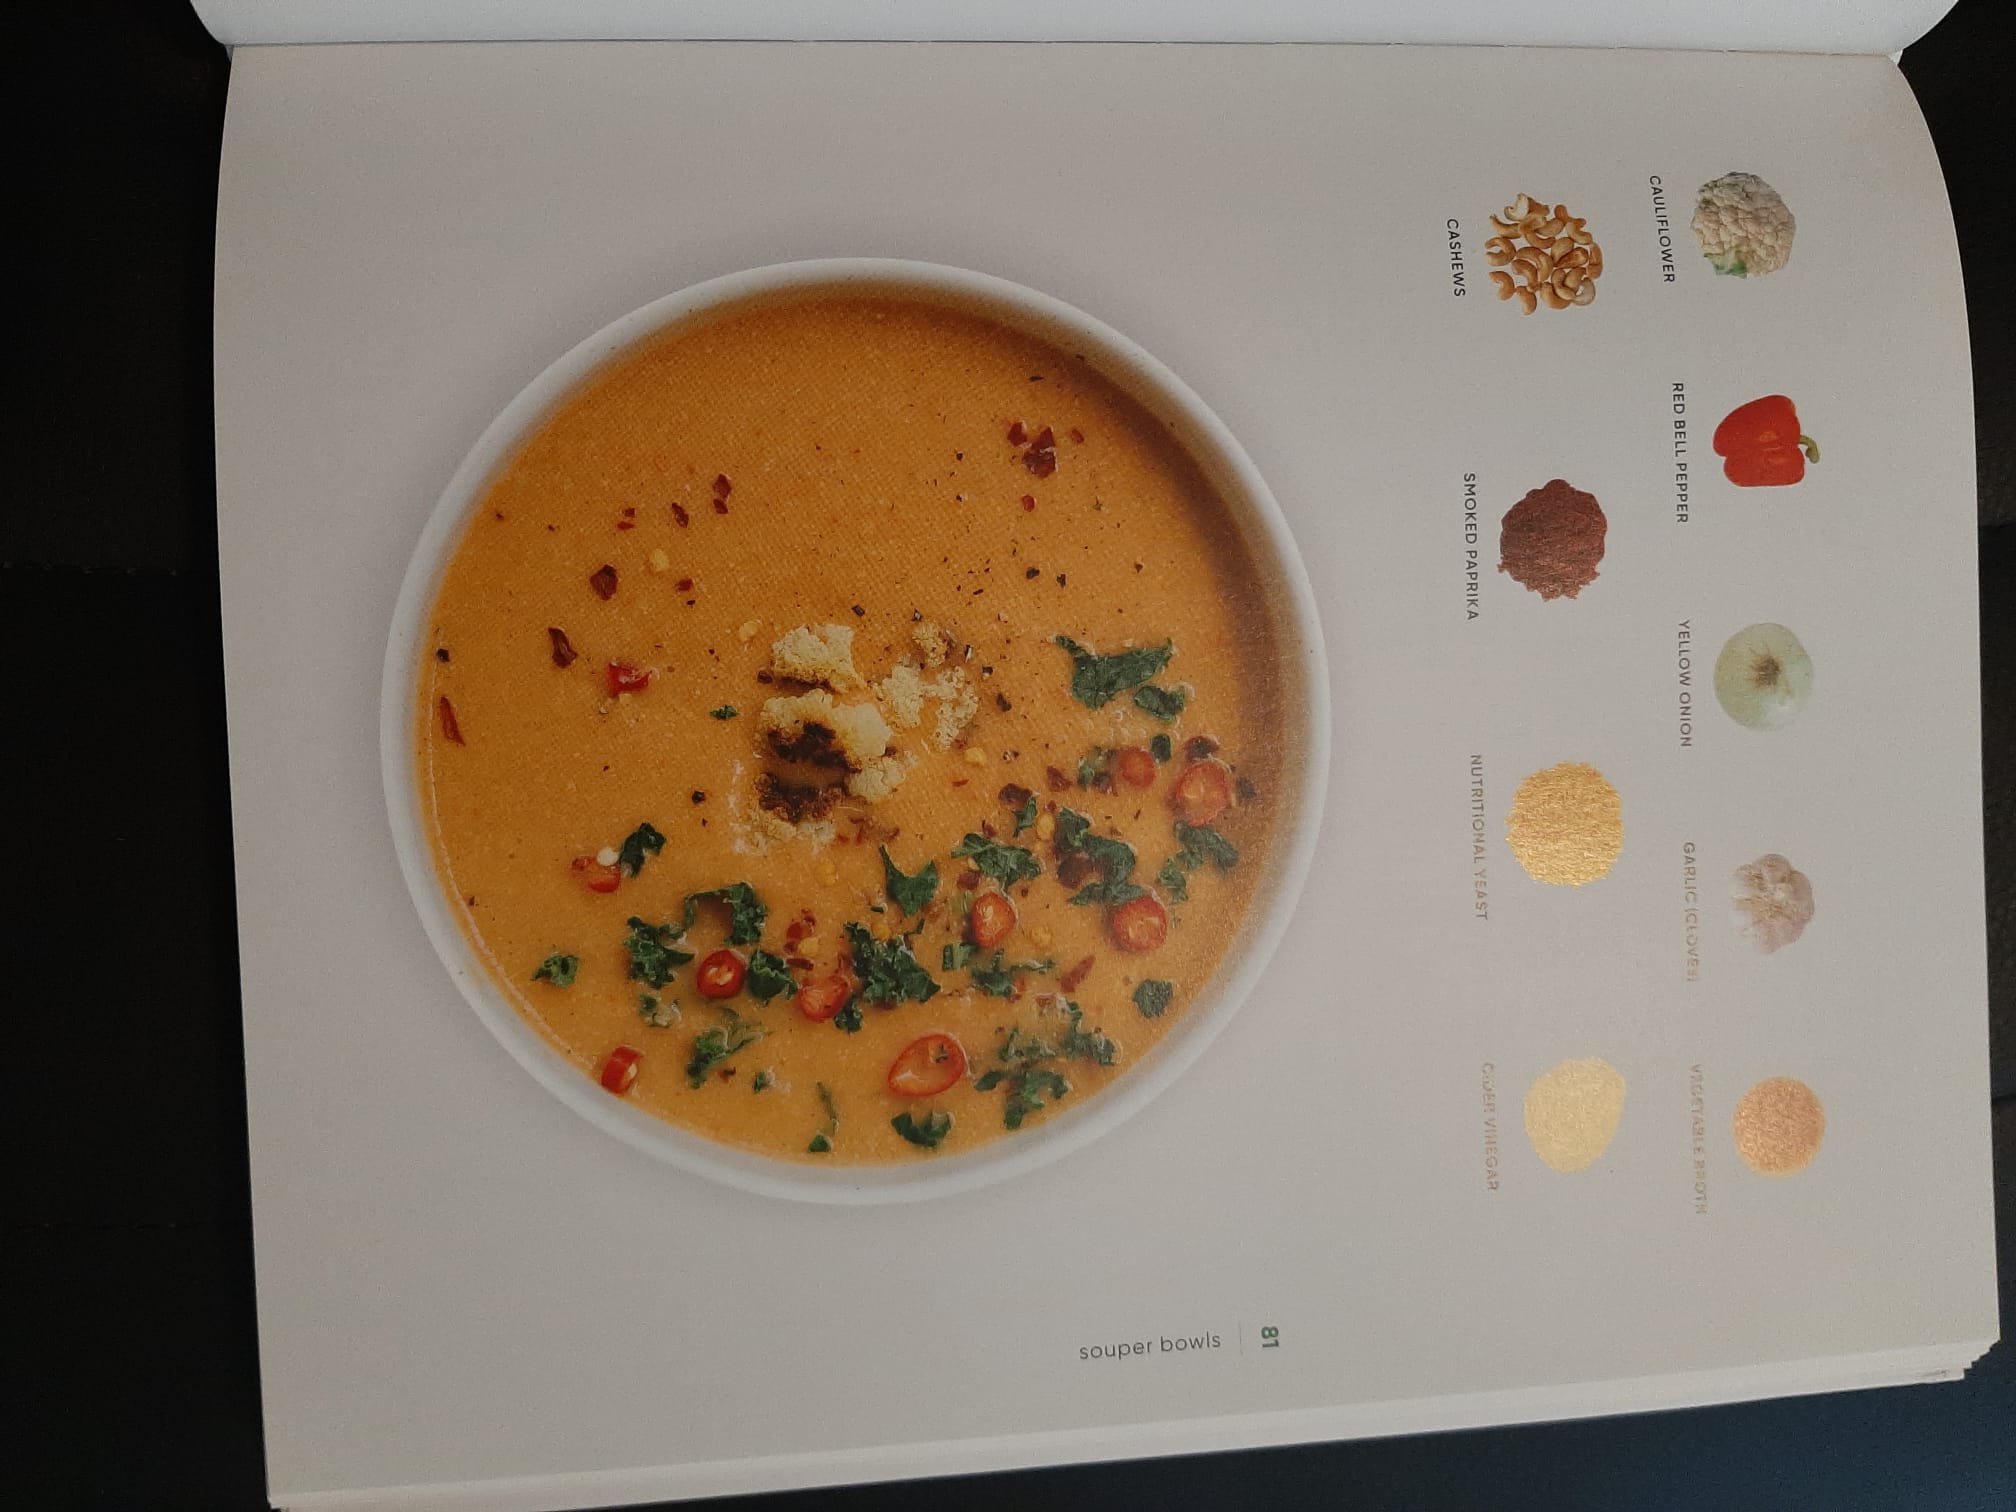 CAULIFLOWER
RED BELL PEPPER
YELLOW ONION
GARLIC (CLOVES)
VEGETABLE BROTH
CASHEWS
SMOKED PAPRIKA
NUTRITIONAL YEAST
CIDER VINEGAR
souper bowls | 81